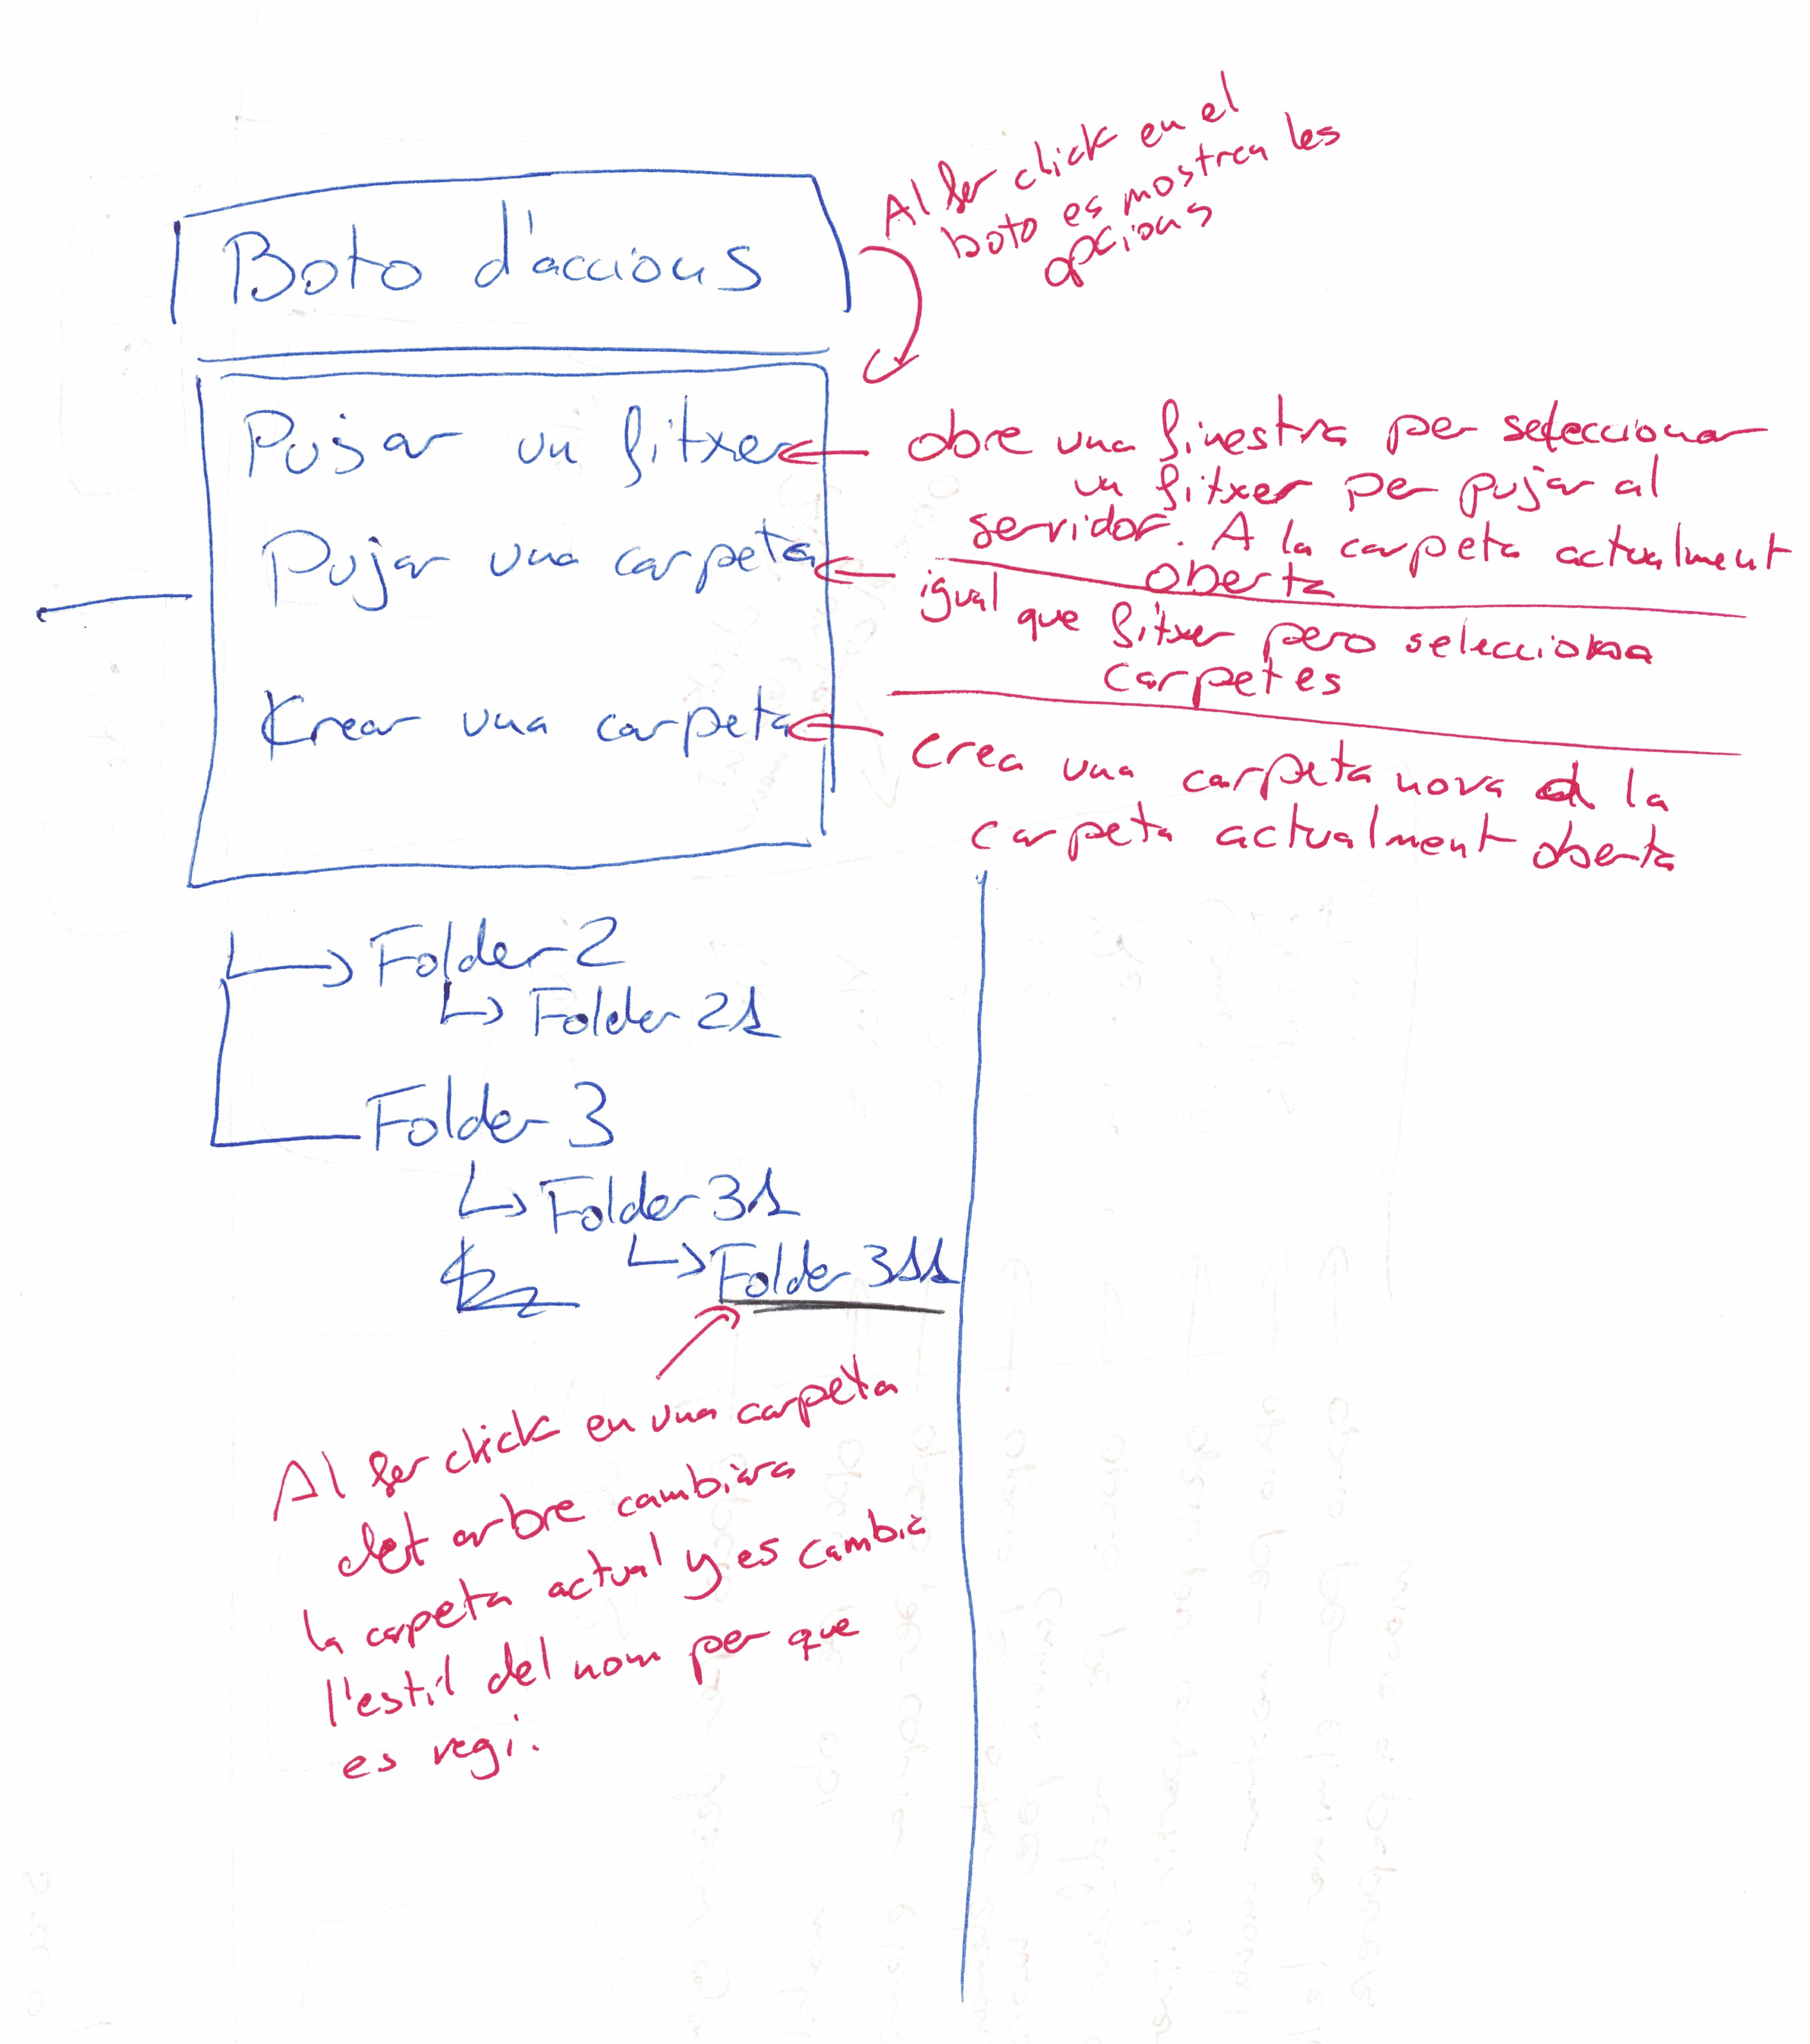 Al fer click en el
boto es mostren les
opcions
Boto d'accions
Pujar un fitxer
obre una finestra per seleccionar
un fitxer per pujar al
servidor. A la carpeta actualment
oberta
Pujar una carpeta
igual que fitxer pero selecciona
carpetes
Crear una carpeta
crea una carpeta nova a la
carpeta actualment oberta
Folder 2
Folder 21
Folder 3
Folder 31
Folder 311
Al fer click en una carpeta
del arbre cambiara
la carpeta actual y es cambia
l'estil del nom per que
es vegi.